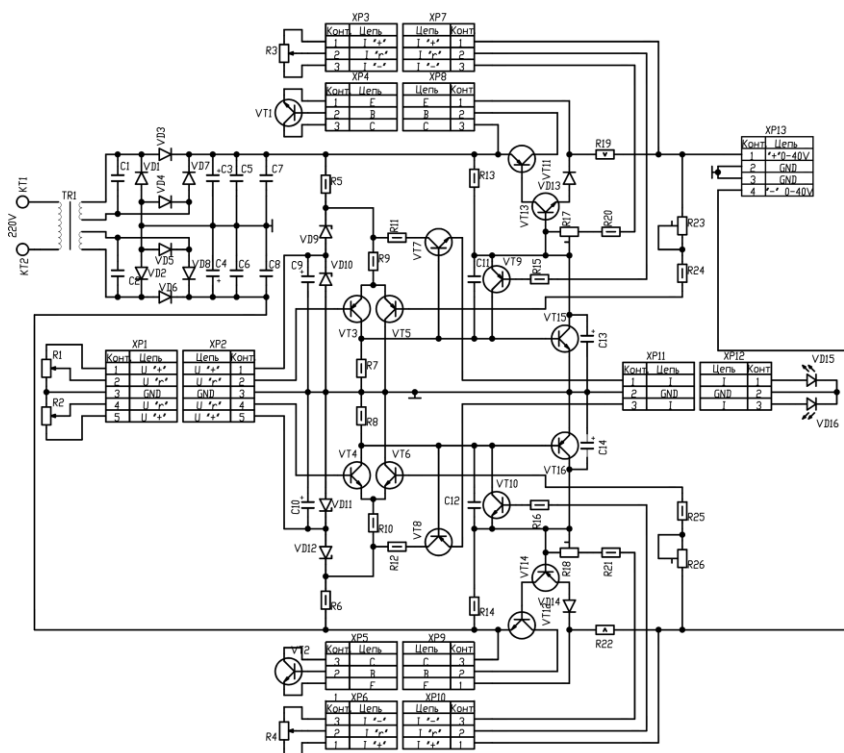 XP3
XP7
Конт. Цепь Цепь Конт
1 I "+" I "+" 1
2 I "r" I "r" 2
3 I "-" I "-" 3
R3
XP4
XP8
Конт. Цепь Цепь Конт.
1 E E 1
2 B B 2
3 C C 3
VT1
KT1
220V
KT2
TR1
C1
VD1
VD3
VD4
VD7
C3
C5
C7
C2
VD2
VD5
VD6
VD8
C4
C6
C8
R5
VD9
VD10
C9
R11
R9
VT7
VT3
VT5
R7
R13
C11
VT9
R15
VT11
VD13
VT13
R17
R19
R20
R23
R24
VT15
C13
XP13
Конт Цепь
1 "+"0-40V
2 GND
3 GND
4 "-" 0-40V
R1
R2
XP1
XP2
Конт. Цепь Цепь Конт.
1 U "+" U "+" 1
2 U "r" U "r" 2
3 GND GND 3
4 U "r" U "r" 4
5 U "+" U "+" 5
XP11
XP12
Конт Цепь Цепь Конт
1 I I 1
2 GND GND 2
3 I I 3
VD15
VD16
R8
VT4
VT6
C10
VD11
VD12
R10
R12
VT8
R6
C12
VT10
R16
R14
VT14
VD14
VT12
R18
R21
R22
VT16
C14
R25
R26
XP5
XP9
Конт Цепь Цепь Конт
3 C C 3
2 B B 2
1 E E 1
VT2
1
XP6
XP10
Конт Цепь Цепь Конт
3 I "-" I "-" 3
2 I "r" I "r" 2
1 I "+" I "+" 1
R4